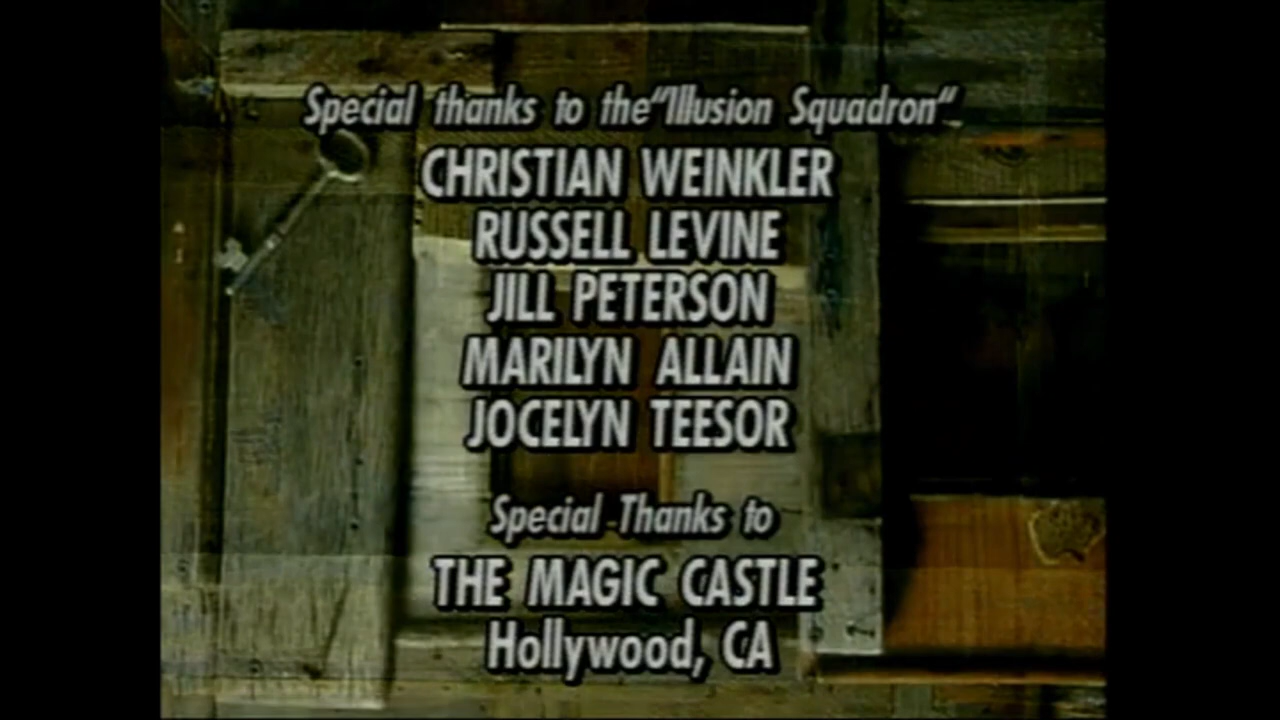 Special thanks to the "Illusion Squadron"
CHRISTIAN WEINKLER
RUSSELL LEVINE
JILL PETERSON
MARILYN ALLAIN
JOCELYN TEESOR
Special Thanks to
THE MAGIC CASTLE
Hollywood, CA